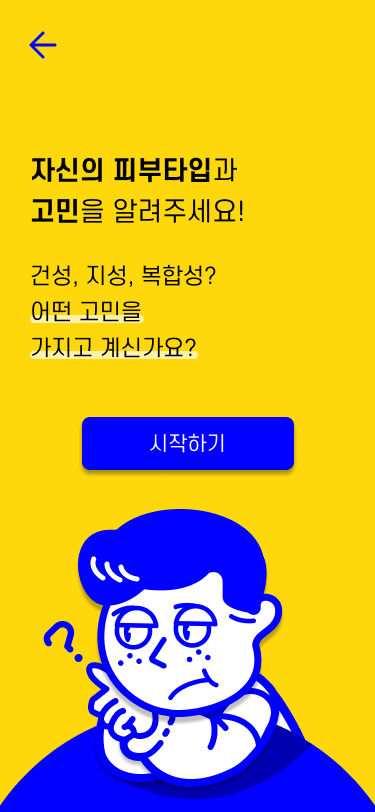 자신의 피부타입과
고민을 알려주세요!
건성, 지성, 복합성?
어떤 고민을
가지고 계신가요?
시작하기
?